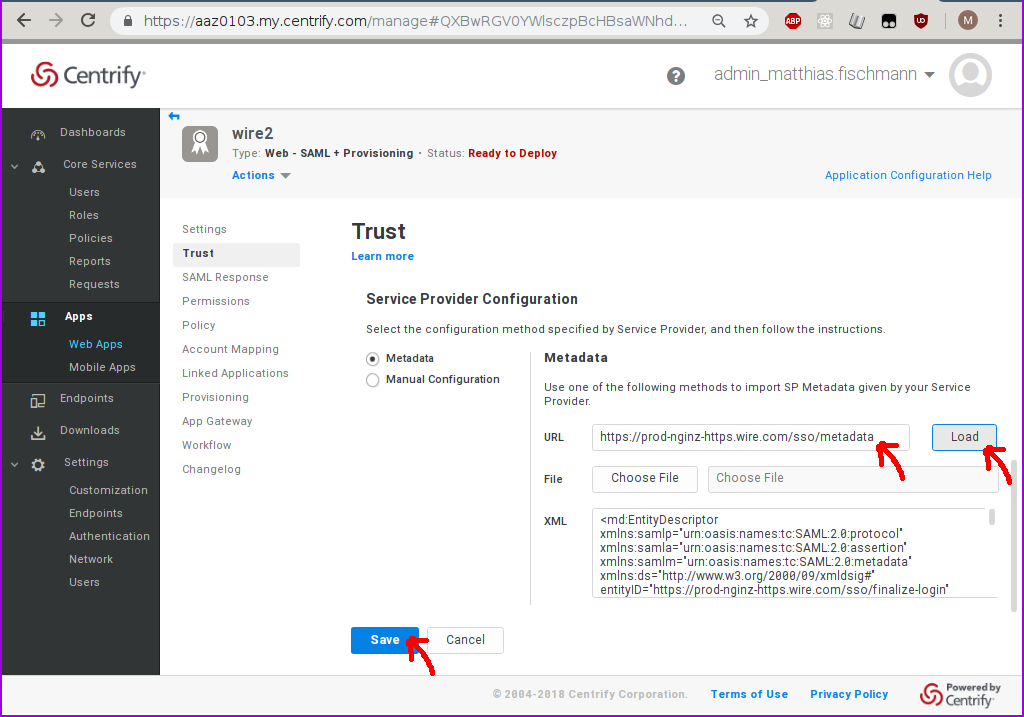 https://aaz0103.my.centrify.com/manage#QXBwRGV0YWlsczpBcHBsaWNhd...
ABP
UD
M
Centrify
?
admin_matthias.fischmann
Dashboards
Core Services
Users
Roles
Policies
Reports
Requests
Apps
Web Apps
Mobile Apps
Endpoints
Downloads
Settings
Customization
Endpoints
Authentication
Network
Users
wire2
Type: Web - SAML + Provisioning · Status: Ready to Deploy
Actions
Application Configuration Help
Settings
Trust
SAML Response
Permissions
Policy
Account Mapping
Linked Applications
Provisioning
App Gateway
Workflow
Changelog
Trust
Learn more
Service Provider Configuration
Select the configuration method specified by Service Provider, and then follow the instructions.
Metadata
Manual Configuration
Metadata
Use one of the following methods to import SP Metadata given by your Service
Provider.
URL
https://prod-nginz-https.wire.com/sso/metadata
Load
File
Choose File
Choose File
XML
<md:EntityDescriptor
xmlns:samlp="urn:oasis:names:tc:SAML:2.0:protocol"
xmlns:samla="urn:oasis:names:tc:SAML:2.0:assertion"
xmlns:samlm="urn:oasis:names:tc:SAML:2.0:metadata"
xmlns:ds="http://www.w3.org/2000/09/xmldsig#"
entityID="https://prod-nginz-https.wire.com/sso/finalize-login"
Save
Cancel
© 2004-2018 Centrify Corporation.
Terms of Use
Privacy Policy
Powered by
Centrify